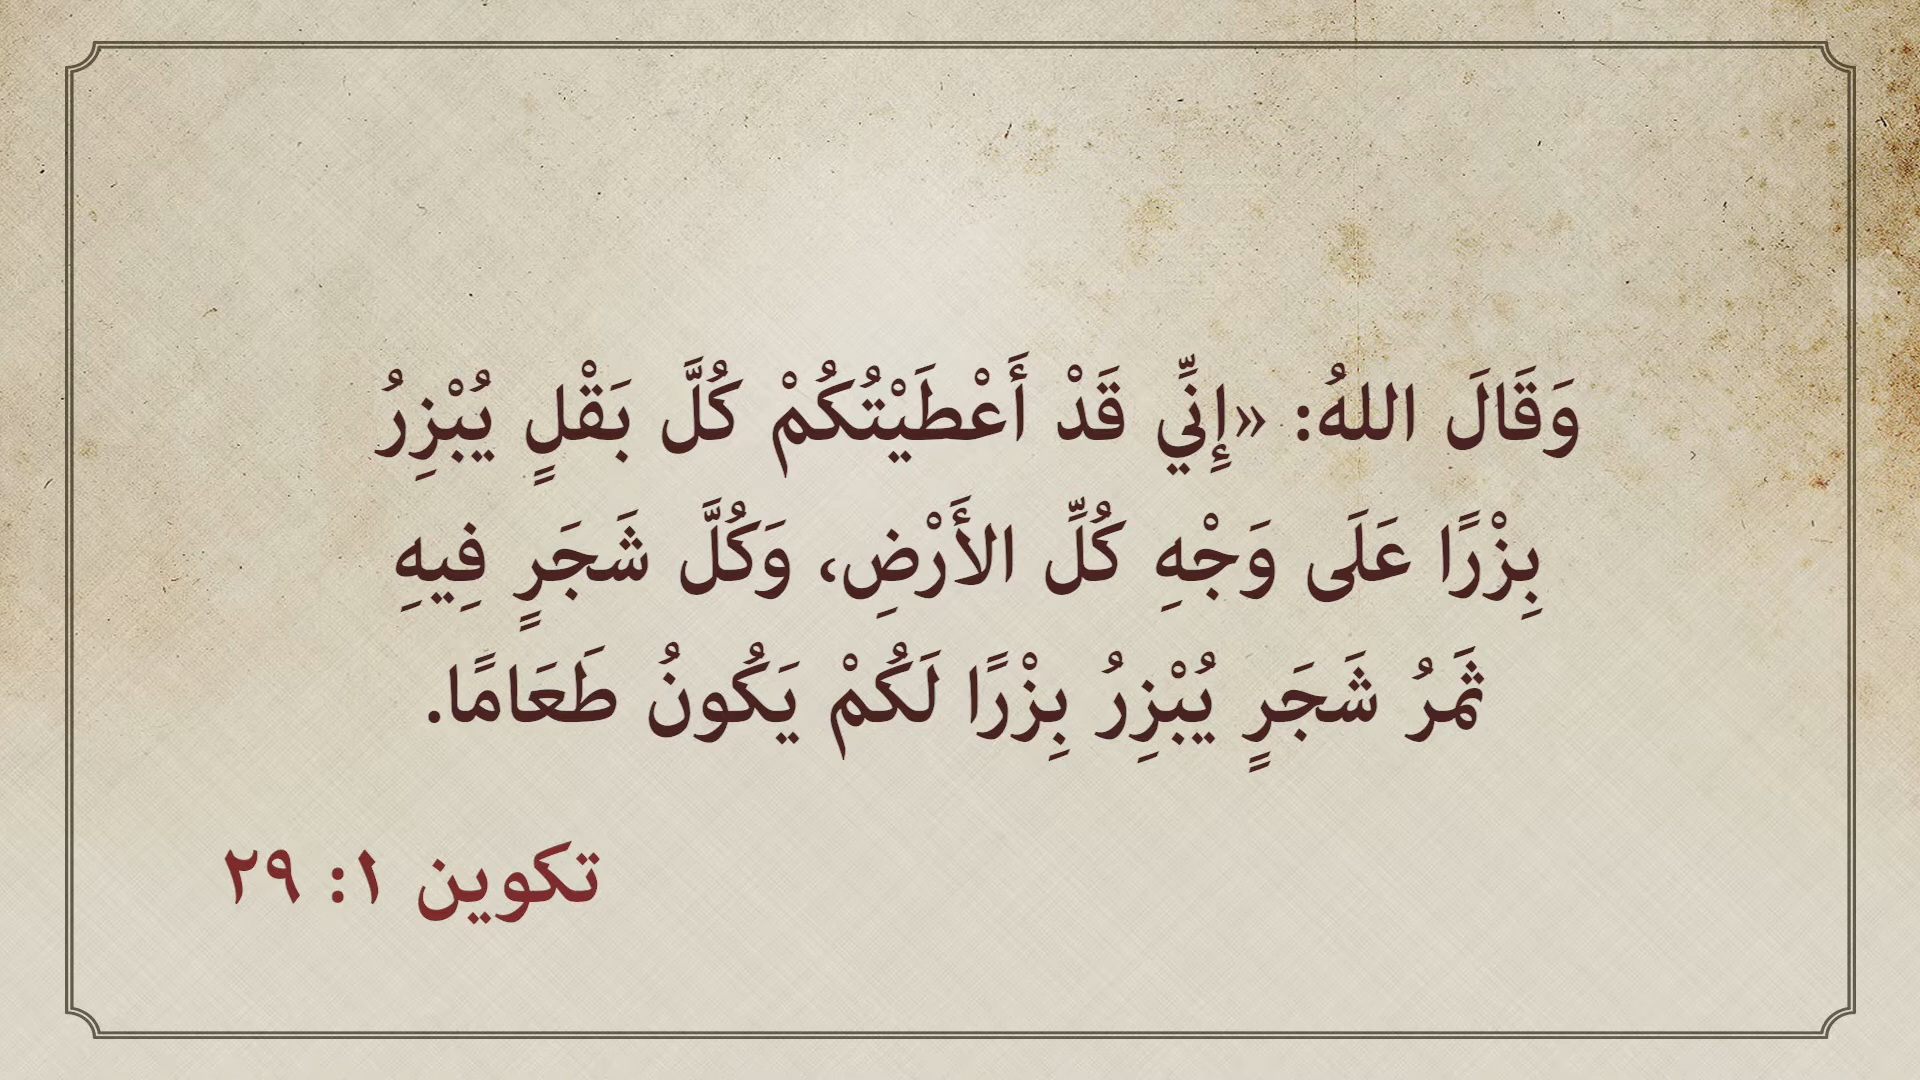 وَقَالَ اللهُ: «إِنِّي قَدْ أَعْطَيْتُكُمْ كُلَّ بَقْلٍ يُبْزِرُ
بِزْرًا عَلَى وَجْهِ كُلِّ الأَرْضِ، وَكُلَّ شَجَرٍ فِيهِ
ثَمَرُ شَجَرٍ يُبْزِرُ بِزْرًا لَكُمْ يَكُونُ طَعَامًا.
تكوين ١: ٢٩